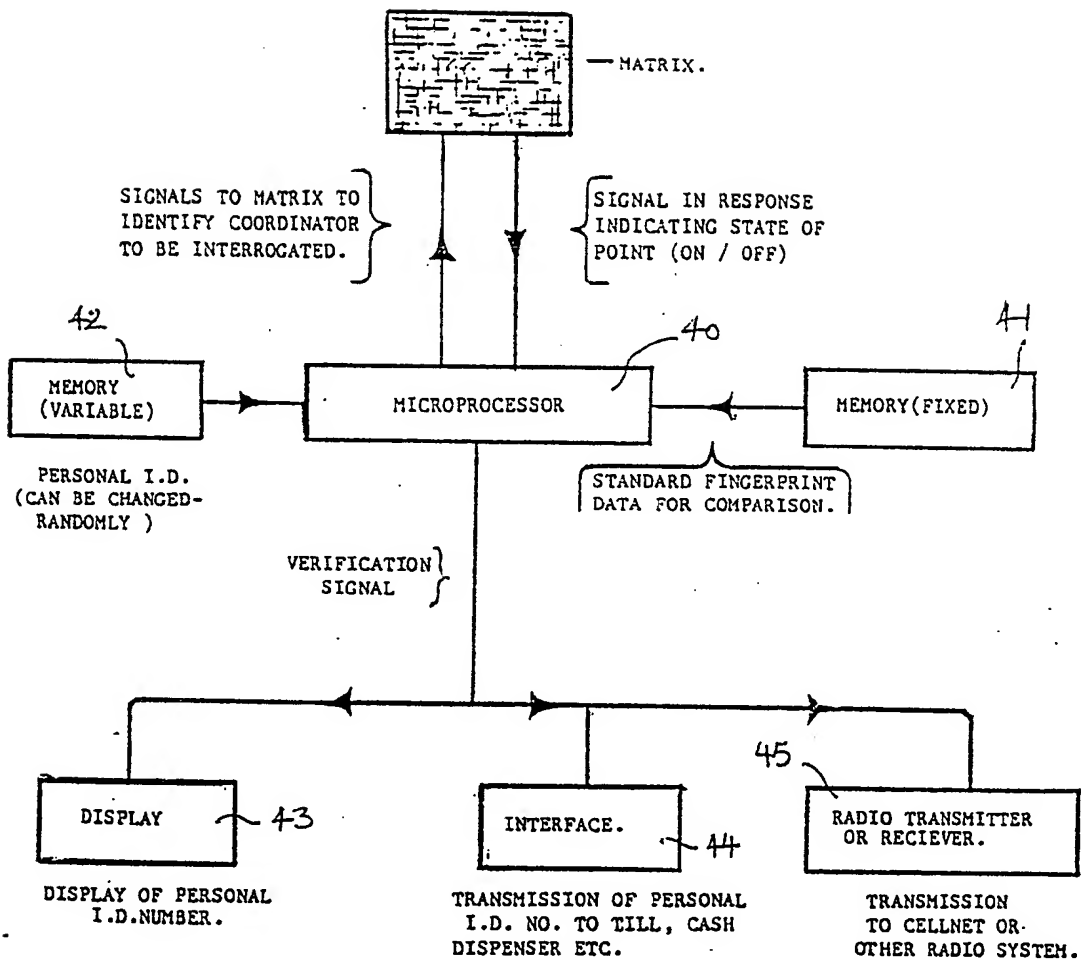 MATRIX.
SIGNALS TO MATRIX TO
IDENTIFY COORDINATOR
TO BE INTERROGATED.
SIGNAL IN RESPONSE
INDICATING STATE OF
POINT (ON / OFF)
42
40
41
MEMORY
(VARIABLE)
MICROPROCESSOR
MEMORY(FIXED)
PERSONAL I.D.
(CAN BE CHANGED-
RANDOMLY )
STANDARD FINGERPRINT
DATA FOR COMPARISON.
VERIFICATION
SIGNAL
DISPLAY
43
INTERFACE.
44
45
RADIO TRANSMITTER
OR RECIEVER.
DISPLAY OF PERSONAL
I.D.NUMBER.
TRANSMISSION OF PERSONAL
I.D. NO. TO TILL, CASH
DISPENSER ETC.
TRANSMISSION
TO CELLNET OR
OTHER RADIO SYSTEM.